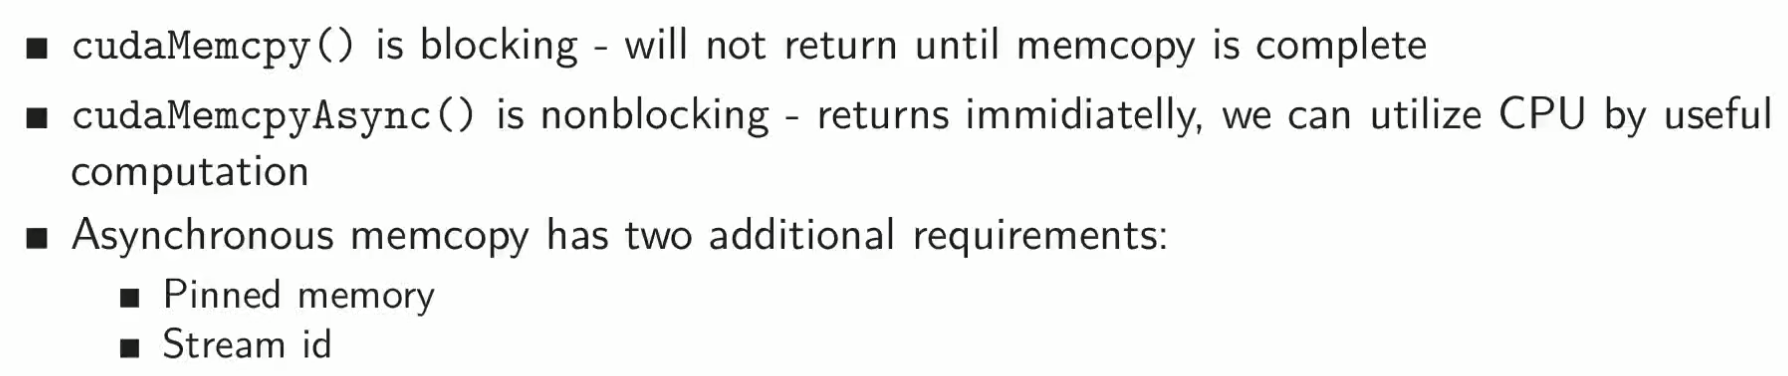 ■ cudaMemcpy() is blocking - will not return until memcopy is complete
■ cudaMemcpyAsync() is nonblocking - returns immidiatelly, we can utilize CPU by useful
computation
■ Asynchronous memcopy has two additional requirements:
■ Pinned memory
■ Stream id